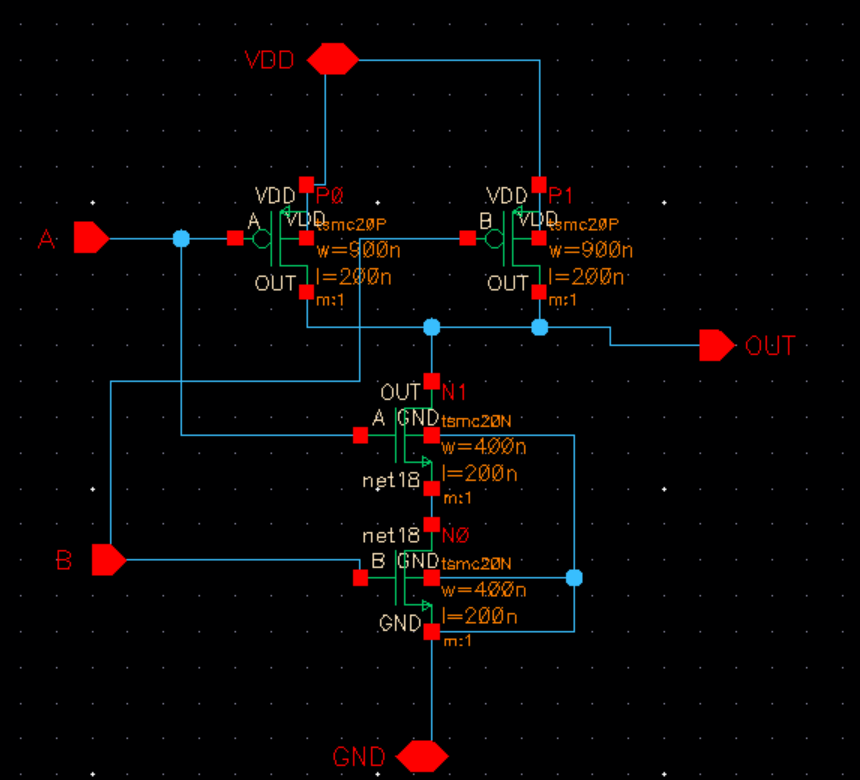 VDD
VDD P0
A VDD tsmc20P
w=900n
l=200n
OUT
m:1
VDD P1
B VDD tsmc20P
w=900n
l=200n
OUT
m:1
A
OUT
OUT N1
A GND tsmc20N
w=400n
l=200n
net18
m:1
net18 N0
B GND tsmc20N
w=400n
l=200n
GND
m:1
B
GND